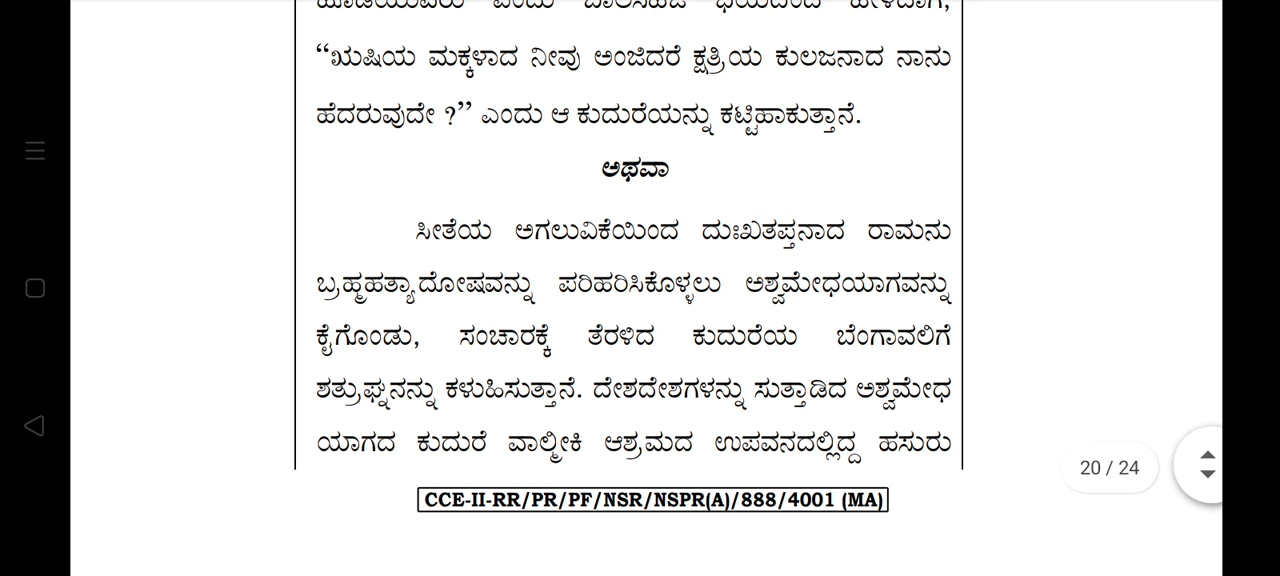 “ಋಷಿಯ ಮಕ್ಕಳಾದ ನೀವು ಅಂಜಿದರೆ ಕ್ಷತ್ರಿಯ ಕುಲಜನಾದ ನಾನು
ಹೆದರುವುದೇ ?” ಎಂದು ಆ ಕುದುರೆಯನ್ನು ಕಟ್ಟಿಹಾಕುತ್ತಾನೆ.
ಅಥವಾ
ಸೀತೆಯ ಅಗಲುವಿಕೆಯಿಂದ ದುಃಖತಪ್ತನಾದ ರಾಮನು
ಬ್ರಹ್ಮಹತ್ಯಾದೋಷವನ್ನು ಪರಿಹರಿಸಿಕೊಳ್ಳಲು ಅಶ್ವಮೇಧಯಾಗವನ್ನು
ಕೈಗೊಂಡು, ಸಂಚಾರಕ್ಕೆ ತೆರಳಿದ ಕುದುರೆಯ ಬೆಂಗಾವಲಿಗೆ
ಶತ್ರುಘ್ನನನ್ನು ಕಳುಹಿಸುತ್ತಾನೆ. ದೇಶದೇಶಗಳನ್ನು ಸುತ್ತಾಡಿದ ಅಶ್ವಮೇಧ
ಯಾಗದ ಕುದುರೆ ವಾಲ್ಮೀಕಿ ಆಶ್ರಮದ ಉಪವನದಲ್ಲಿದ್ದ ಹಸುರು
20 / 24
CCE-II-RR/PR/PF/NSR/NSPR(A)/888/4001 (MA)